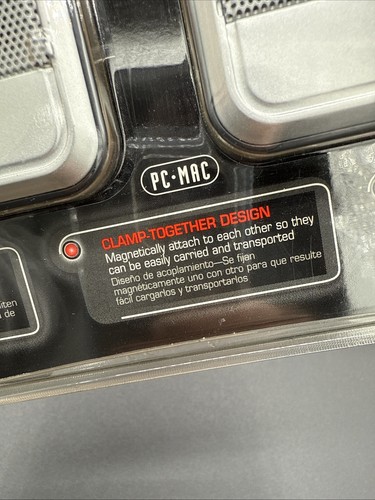 PC·MAC
CLAMP-TOGETHER DESIGN
Magnetically attach to each other so they
can be easily carried and transported
Diseño de acoplamiento—Se fijan
magnéticamente uno con otro para que resulte
fácil cargarlos y transportarlos
de